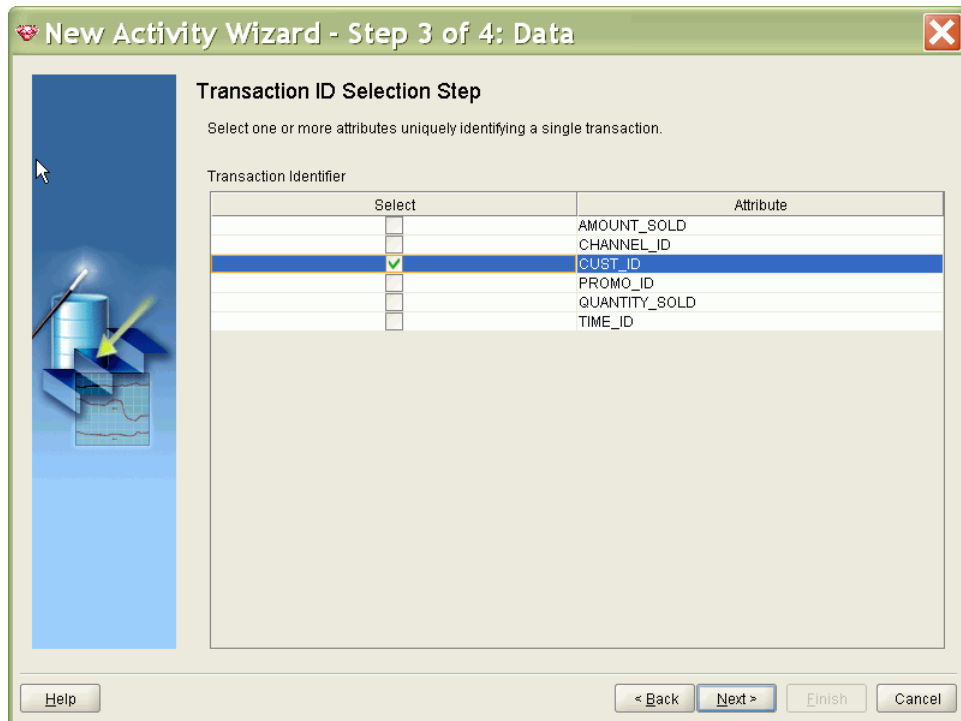 New Activity Wizard - Step 3 of 4: Data
Transaction ID Selection Step
Select one or more attributes uniquely identifying a single transaction.
Transaction Identifier
Select Attribute
AMOUNT_SOLD
CHANNEL_ID
CUST_ID
PROMO_ID
QUANTITY_SOLD
TIME_ID
Help < Back Next > Finish Cancel